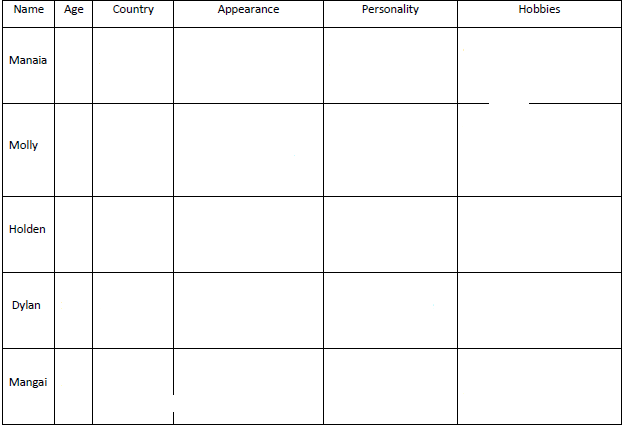 Name Age Country Appearance Personality Hobbies
Manaia
Molly
Holden
Dylan
Mangai